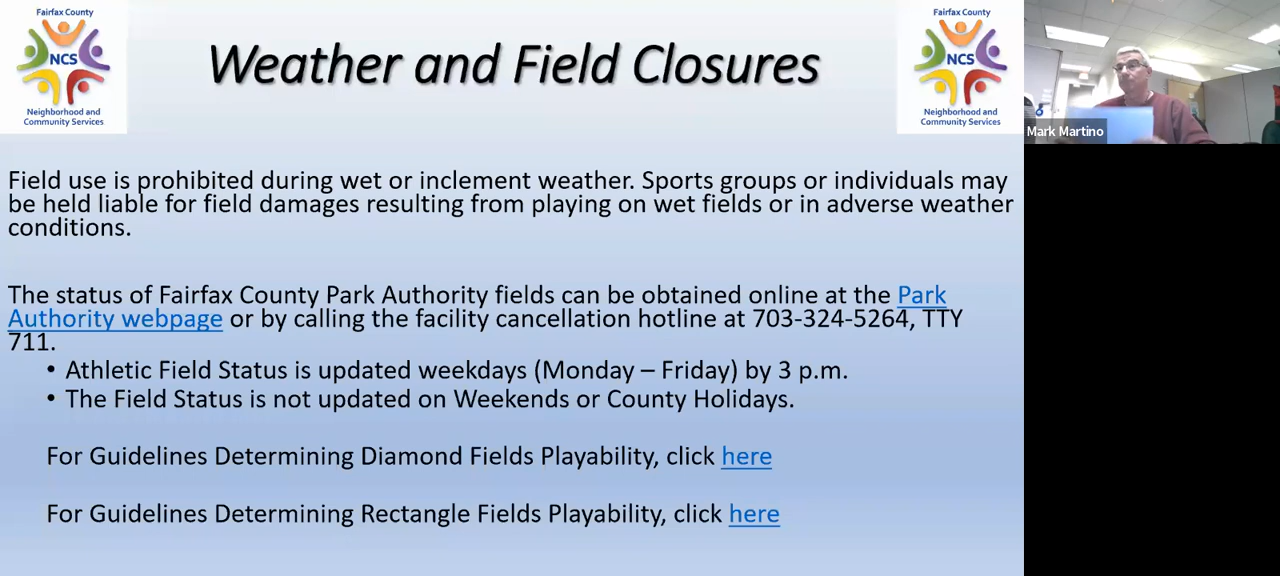 Fairfax County
NCS
Neighborhood and
Community Services
Weather and Field Closures
Fairfax County
NCS
Neighborhood and
Community Services
Mark Martino
Field use is prohibited during wet or inclement weather. Sports groups or individuals may
be held liable for field damages resulting from playing on wet fields or in adverse weather
conditions.
The status of Fairfax County Park Authority fields can be obtained online at the Park
Authority webpage or by calling the facility cancellation hotline at 703-324-5264, TTY
711.
• Athletic Field Status is updated weekdays (Monday – Friday) by 3 p.m.
• The Field Status is not updated on Weekends or County Holidays.
For Guidelines Determining Diamond Fields Playability, click here
For Guidelines Determining Rectangle Fields Playability, click here